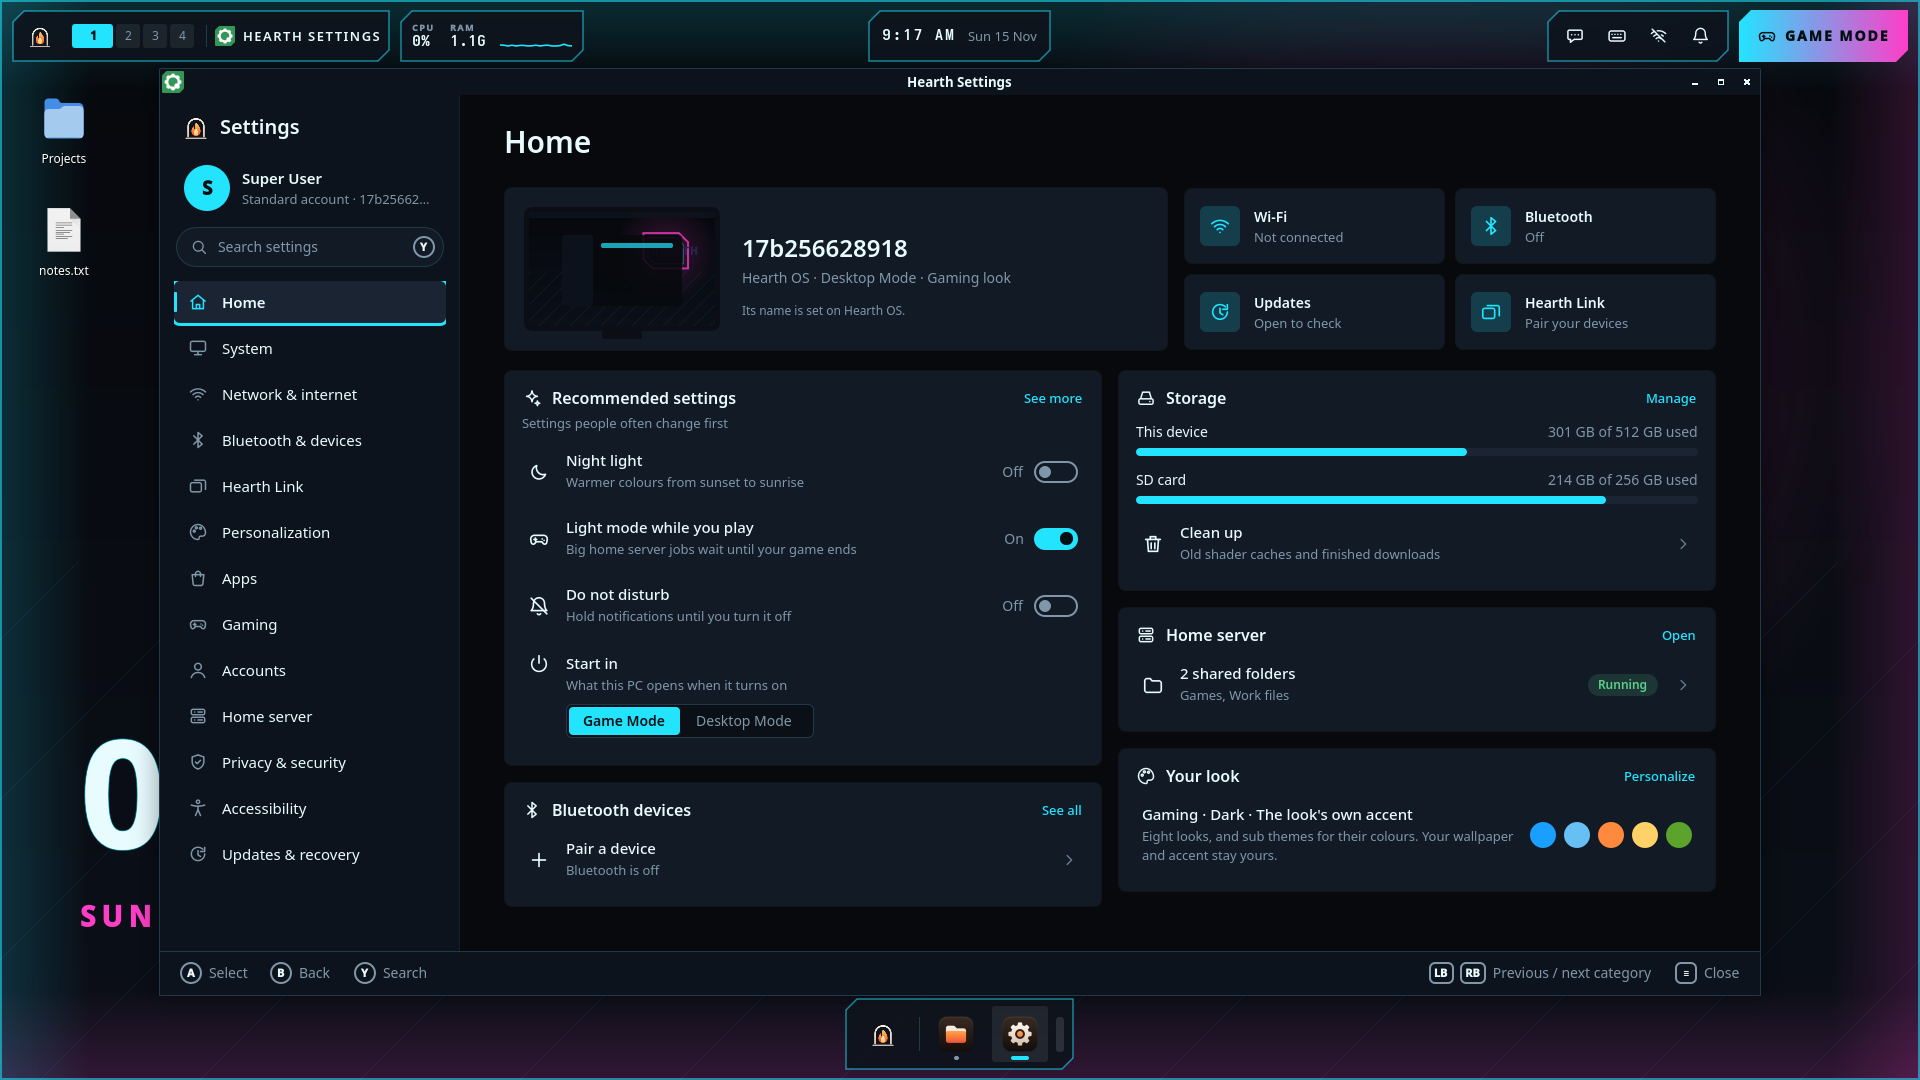 1
2
3
4
HEARTH SETTINGS
CPU
0%
RAM
1.1G
9:17 AM
Sun 15 Nov
GAME MODE
Projects
notes.txt
0
SUN
Hearth Settings
Settings
S
Super User
Standard account · 17b25662...
Search settings
Y
Home
System
Network & internet
Bluetooth & devices
Hearth Link
Personalization
Apps
Gaming
Accounts
Home server
Privacy & security
Accessibility
Updates & recovery
Home
17b256628918
Hearth OS · Desktop Mode · Gaming look
Its name is set on Hearth OS.
Wi-Fi
Not connected
Bluetooth
Off
Updates
Open to check
Hearth Link
Pair your devices
Recommended settings
See more
Settings people often change first
Night light
Warmer colours from sunset to sunrise
Off
Light mode while you play
Big home server jobs wait until your game ends
On
Do not disturb
Hold notifications until you turn it off
Off
Start in
What this PC opens when it turns on
Game Mode
Desktop Mode
Bluetooth devices
See all
Pair a device
Bluetooth is off
Storage
Manage
This device
301 GB of 512 GB used
SD card
214 GB of 256 GB used
Clean up
Old shader caches and finished downloads
Home server
Open
2 shared folders
Games, Work files
Running
Your look
Personalize
Gaming · Dark · The look's own accent
Eight looks, and sub themes for their colours. Your wallpaper
and accent stay yours.
A Select
B Back
Y Search
LB RB Previous / next category
Close